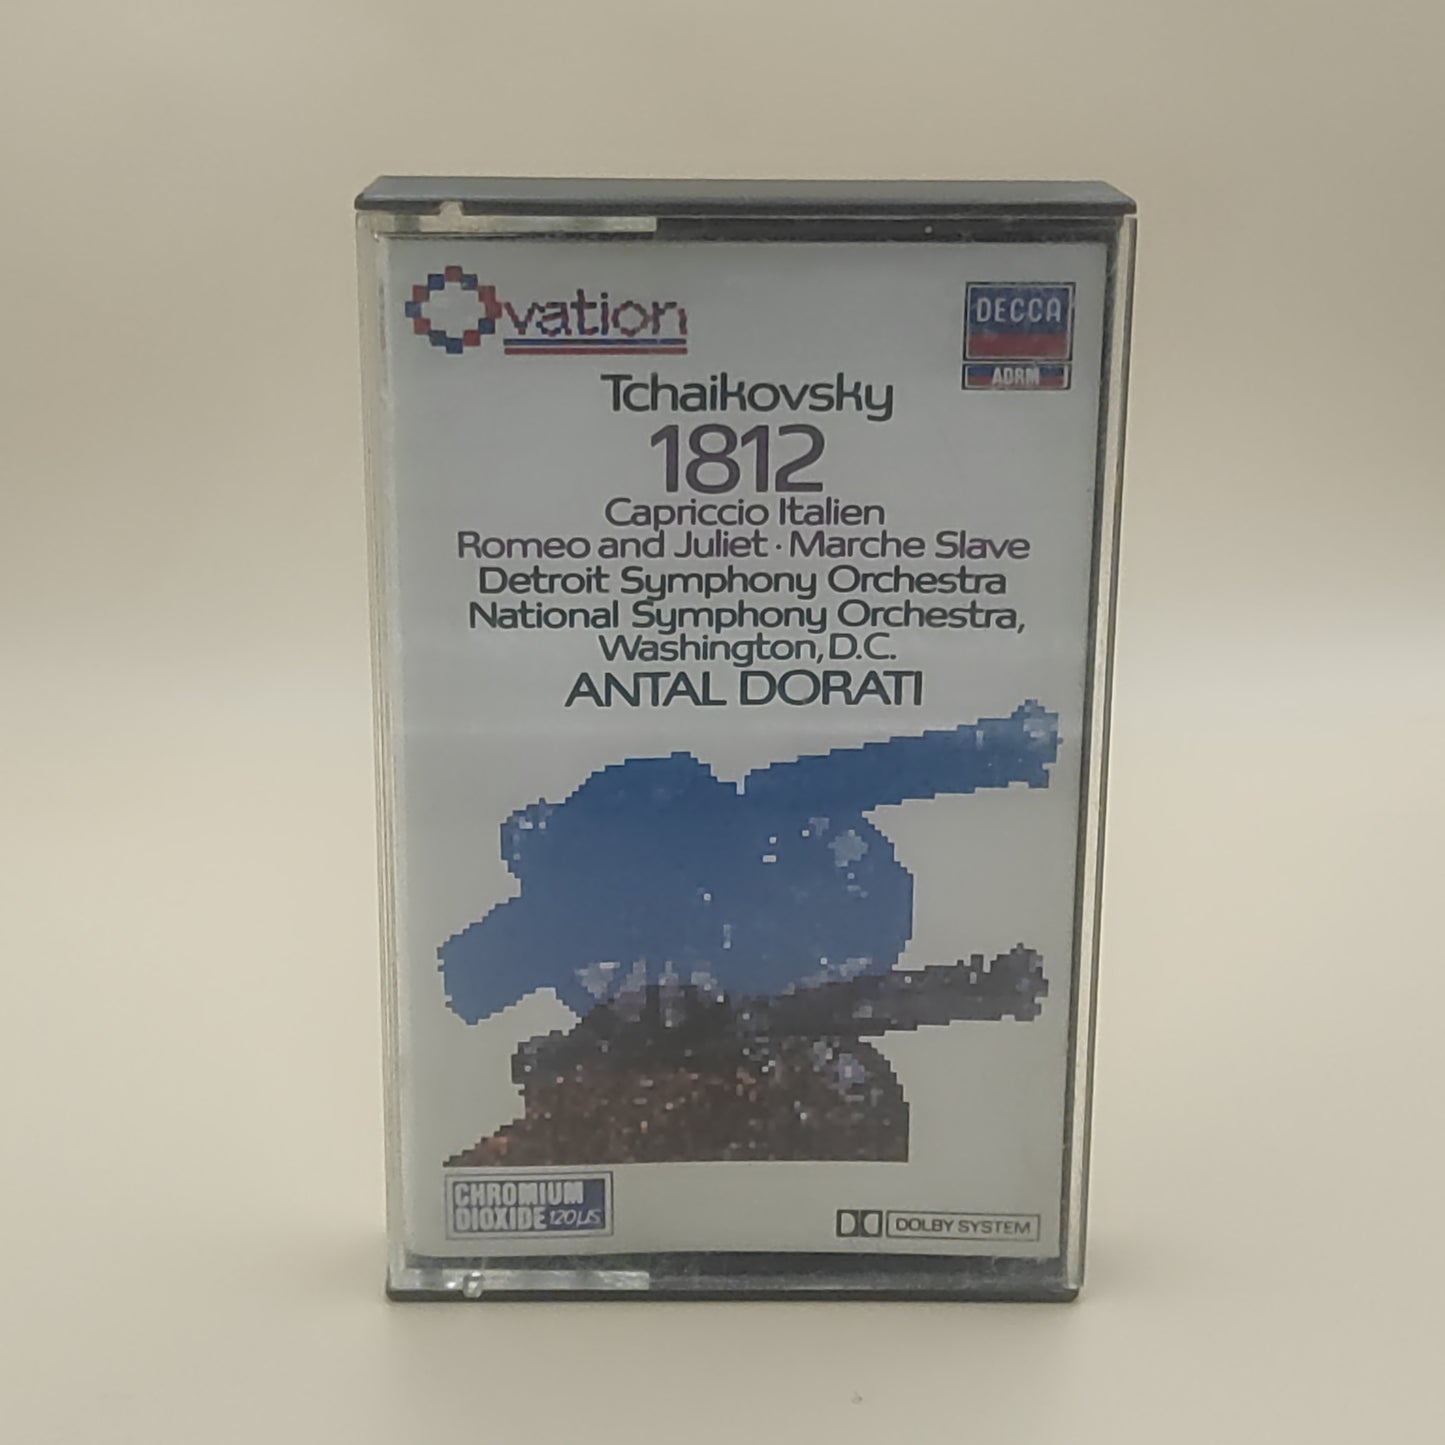 Ovation
DECCA
ADRM
Tchaikovsky
1812
Capriccio Italien
Romeo and Juliet · Marche Slave
Detroit Symphony Orchestra
National Symphony Orchestra,
Washington, D.C.
ANTAL DORATI
CHROMIUM
DIOXIDE 120µs
DOLBY SYSTEM